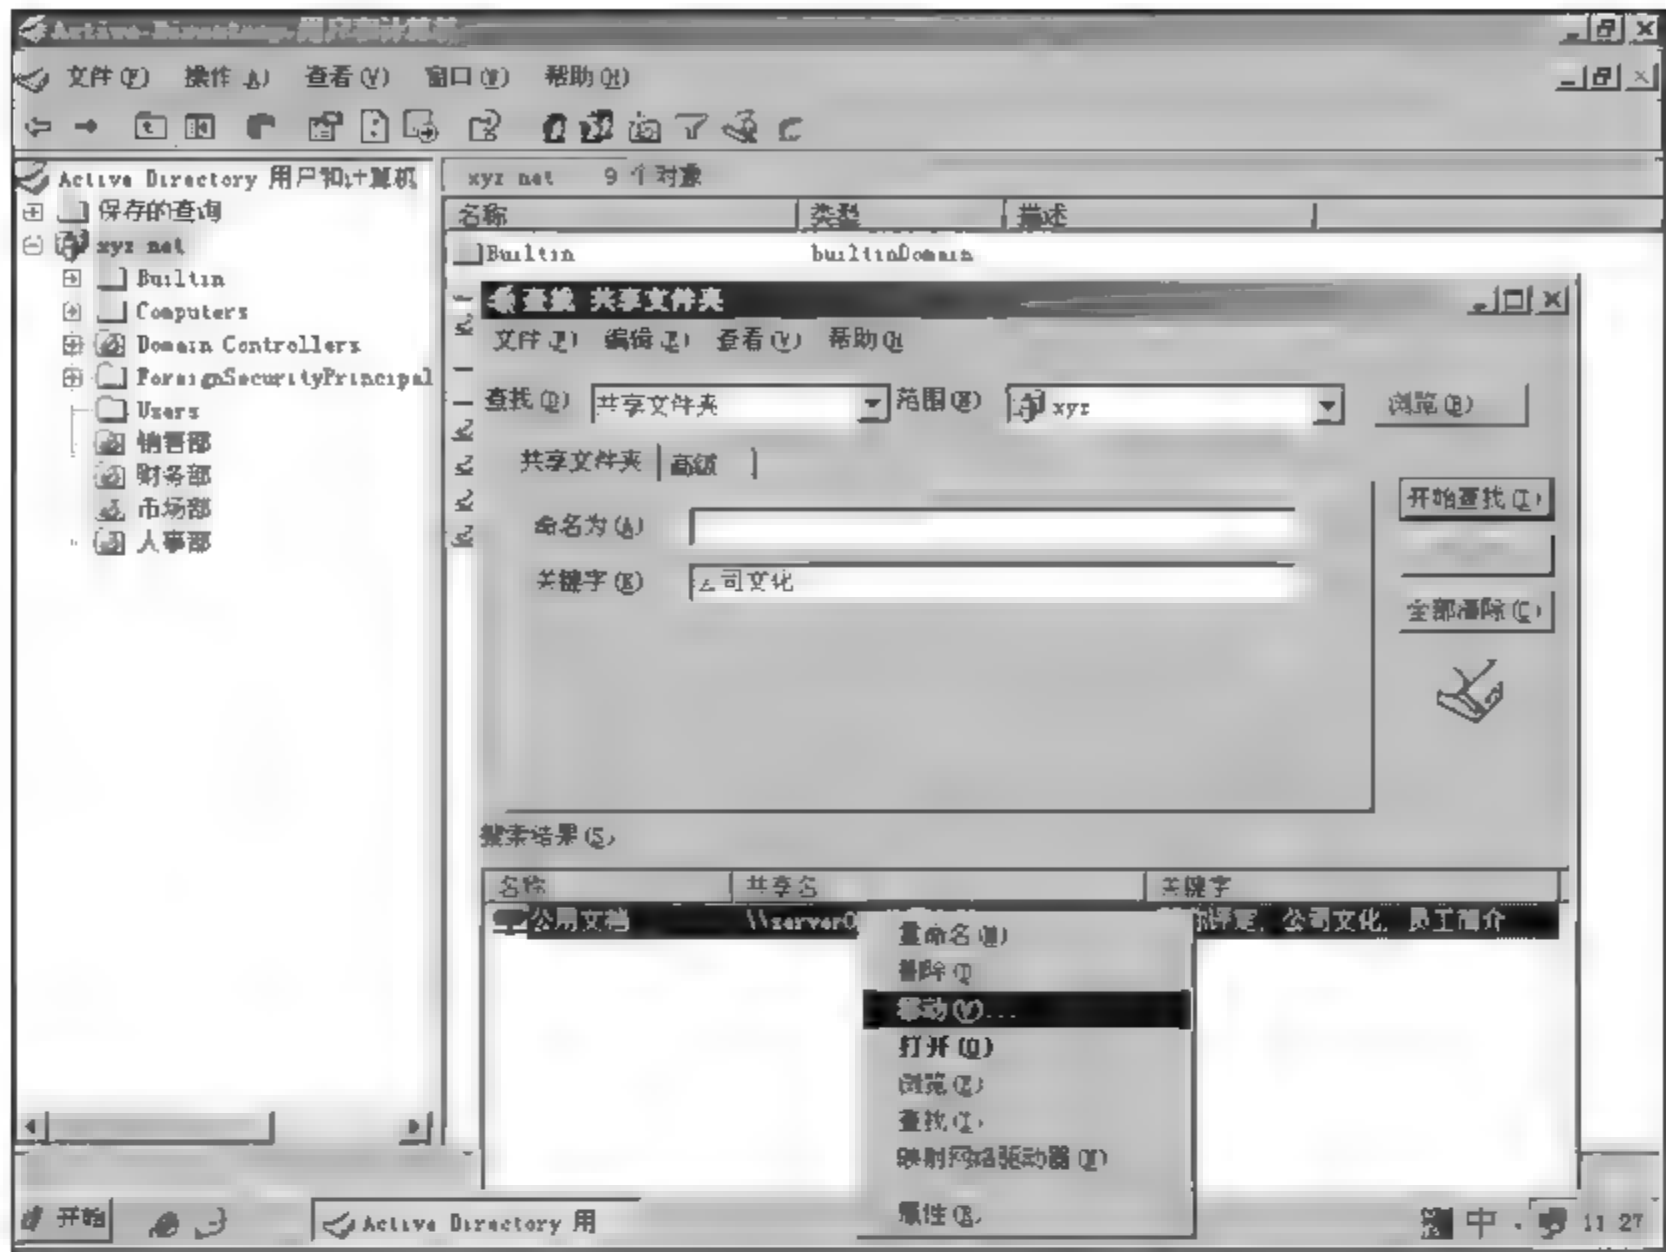 Active Directory 用户和计算机
文件(F) 操作(A) 查看(V) 窗口(W) 帮助(H)
Active Directory 用户和计算机
xyz net 9 个对象
保存的查询
名称 类型 描述
xyz net
Builtin builtinDomain
Builtin
Computers
Domain Controllers
ForeignSecurityPrincipal
Users
销售部
财务部
市场部
人事部
查找 共享文件夹
文件(F) 编辑(E) 查看(V) 帮助(H)
查找(D) 共享文件夹 范围(N) xyz 浏览(B)
共享文件夹 高级
开始查找(I)
命名为(A)
关键字(K) 公司文化
全部清除(C)
搜索结果(S)
名称 共享名 关键字
公用文档 \\server0 评定, 公司文化, 员工简介
重命名(M)
删除(D)
移动(V)...
打开(O)
浏览(E)
查找(I)
映射网络驱动器(N)
属性(R)
开始 Active Directory 用 中 11 27